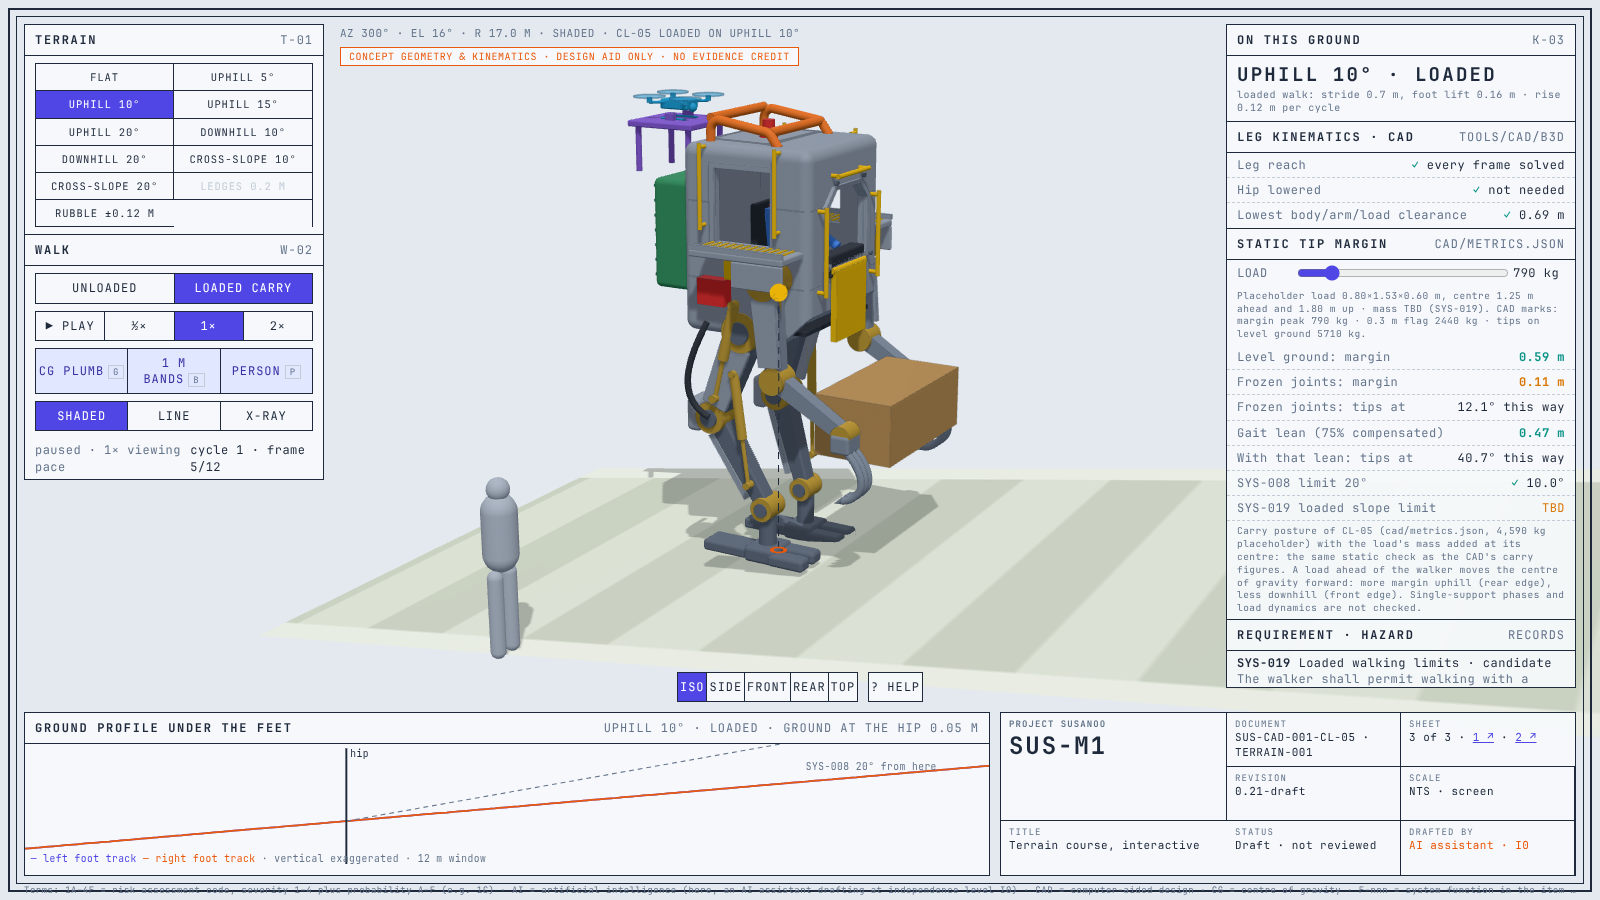 TERRAIN T-01
FLAT UPHILL 5°
UPHILL 10° UPHILL 15°
UPHILL 20° DOWNHILL 10°
DOWNHILL 20° CROSS-SLOPE 10°
CROSS-SLOPE 20° LEDGES 0.2 M
RUBBLE ±0.12 M
WALK W-02
UNLOADED LOADED CARRY
▶ PLAY ½× 1× 2×
CG PLUMB G 1 M BANDS B PERSON P
SHADED LINE X-RAY
paused · 1× viewing pace cycle 1 · frame 5/12
AZ 300° · EL 16° · R 17.0 M · SHADED · CL-05 LOADED ON UPHILL 10°
CONCEPT GEOMETRY & KINEMATICS · DESIGN AID ONLY · NO EVIDENCE CREDIT
ISO SIDE FRONT REAR TOP ? HELP
ON THIS GROUND K-03
UPHILL 10° · LOADED
loaded walk: stride 0.7 m, foot lift 0.16 m · rise
0.12 m per cycle
LEG KINEMATICS · CAD TOOLS/CAD/B3D
Leg reach ✓ every frame solved
Hip lowered ✓ not needed
Lowest body/arm/load clearance ✓ 0.69 m
STATIC TIP MARGIN CAD/METRICS.JSON
LOAD 790 kg
Placeholder load 0.80×1.53×0.60 m, centre 1.25 m
ahead and 1.80 m up · mass TBD (SYS-019). CAD marks:
margin peak 790 kg · 0.3 m flag 2440 kg · tips on
level ground 5710 kg.
Level ground: margin 0.59 m
Frozen joints: margin 0.11 m
Frozen joints: tips at 12.1° this way
Gait lean (75% compensated) 0.47 m
With that lean: tips at 40.7° this way
SYS-008 limit 20° ✓ 10.0°
SYS-019 loaded slope limit TBD
Carry posture of CL-05 (cad/metrics.json, 4,590 kg
placeholder) with the load's mass added at its
centre: the same static check as the CAD's carry
figures. A load ahead of the walker moves the centre
of gravity forward: more margin uphill (rear edge),
less downhill (front edge). Single-support phases and
load dynamics are not checked.
REQUIREMENT · HAZARD RECORDS
SYS-019 Loaded walking limits · candidate
The walker shall permit walking with a
GROUND PROFILE UNDER THE FEET UPHILL 10° · LOADED · GROUND AT THE HIP 0.05 M
hip
SYS-008 20° from here
— left foot track — right foot track · vertical exaggerated · 12 m window
PROJECT SUSANOO
SUS-M1
DOCUMENT
SUS-CAD-001-CL-05 ·
TERRAIN-001
SHEET
3 of 3 · 1 ↗ · 2 ↗
REVISION
0.21-draft
SCALE
NTS · screen
TITLE
Terrain course, interactive
STATUS
Draft · not reviewed
DRAFTED BY
AI assistant · I0